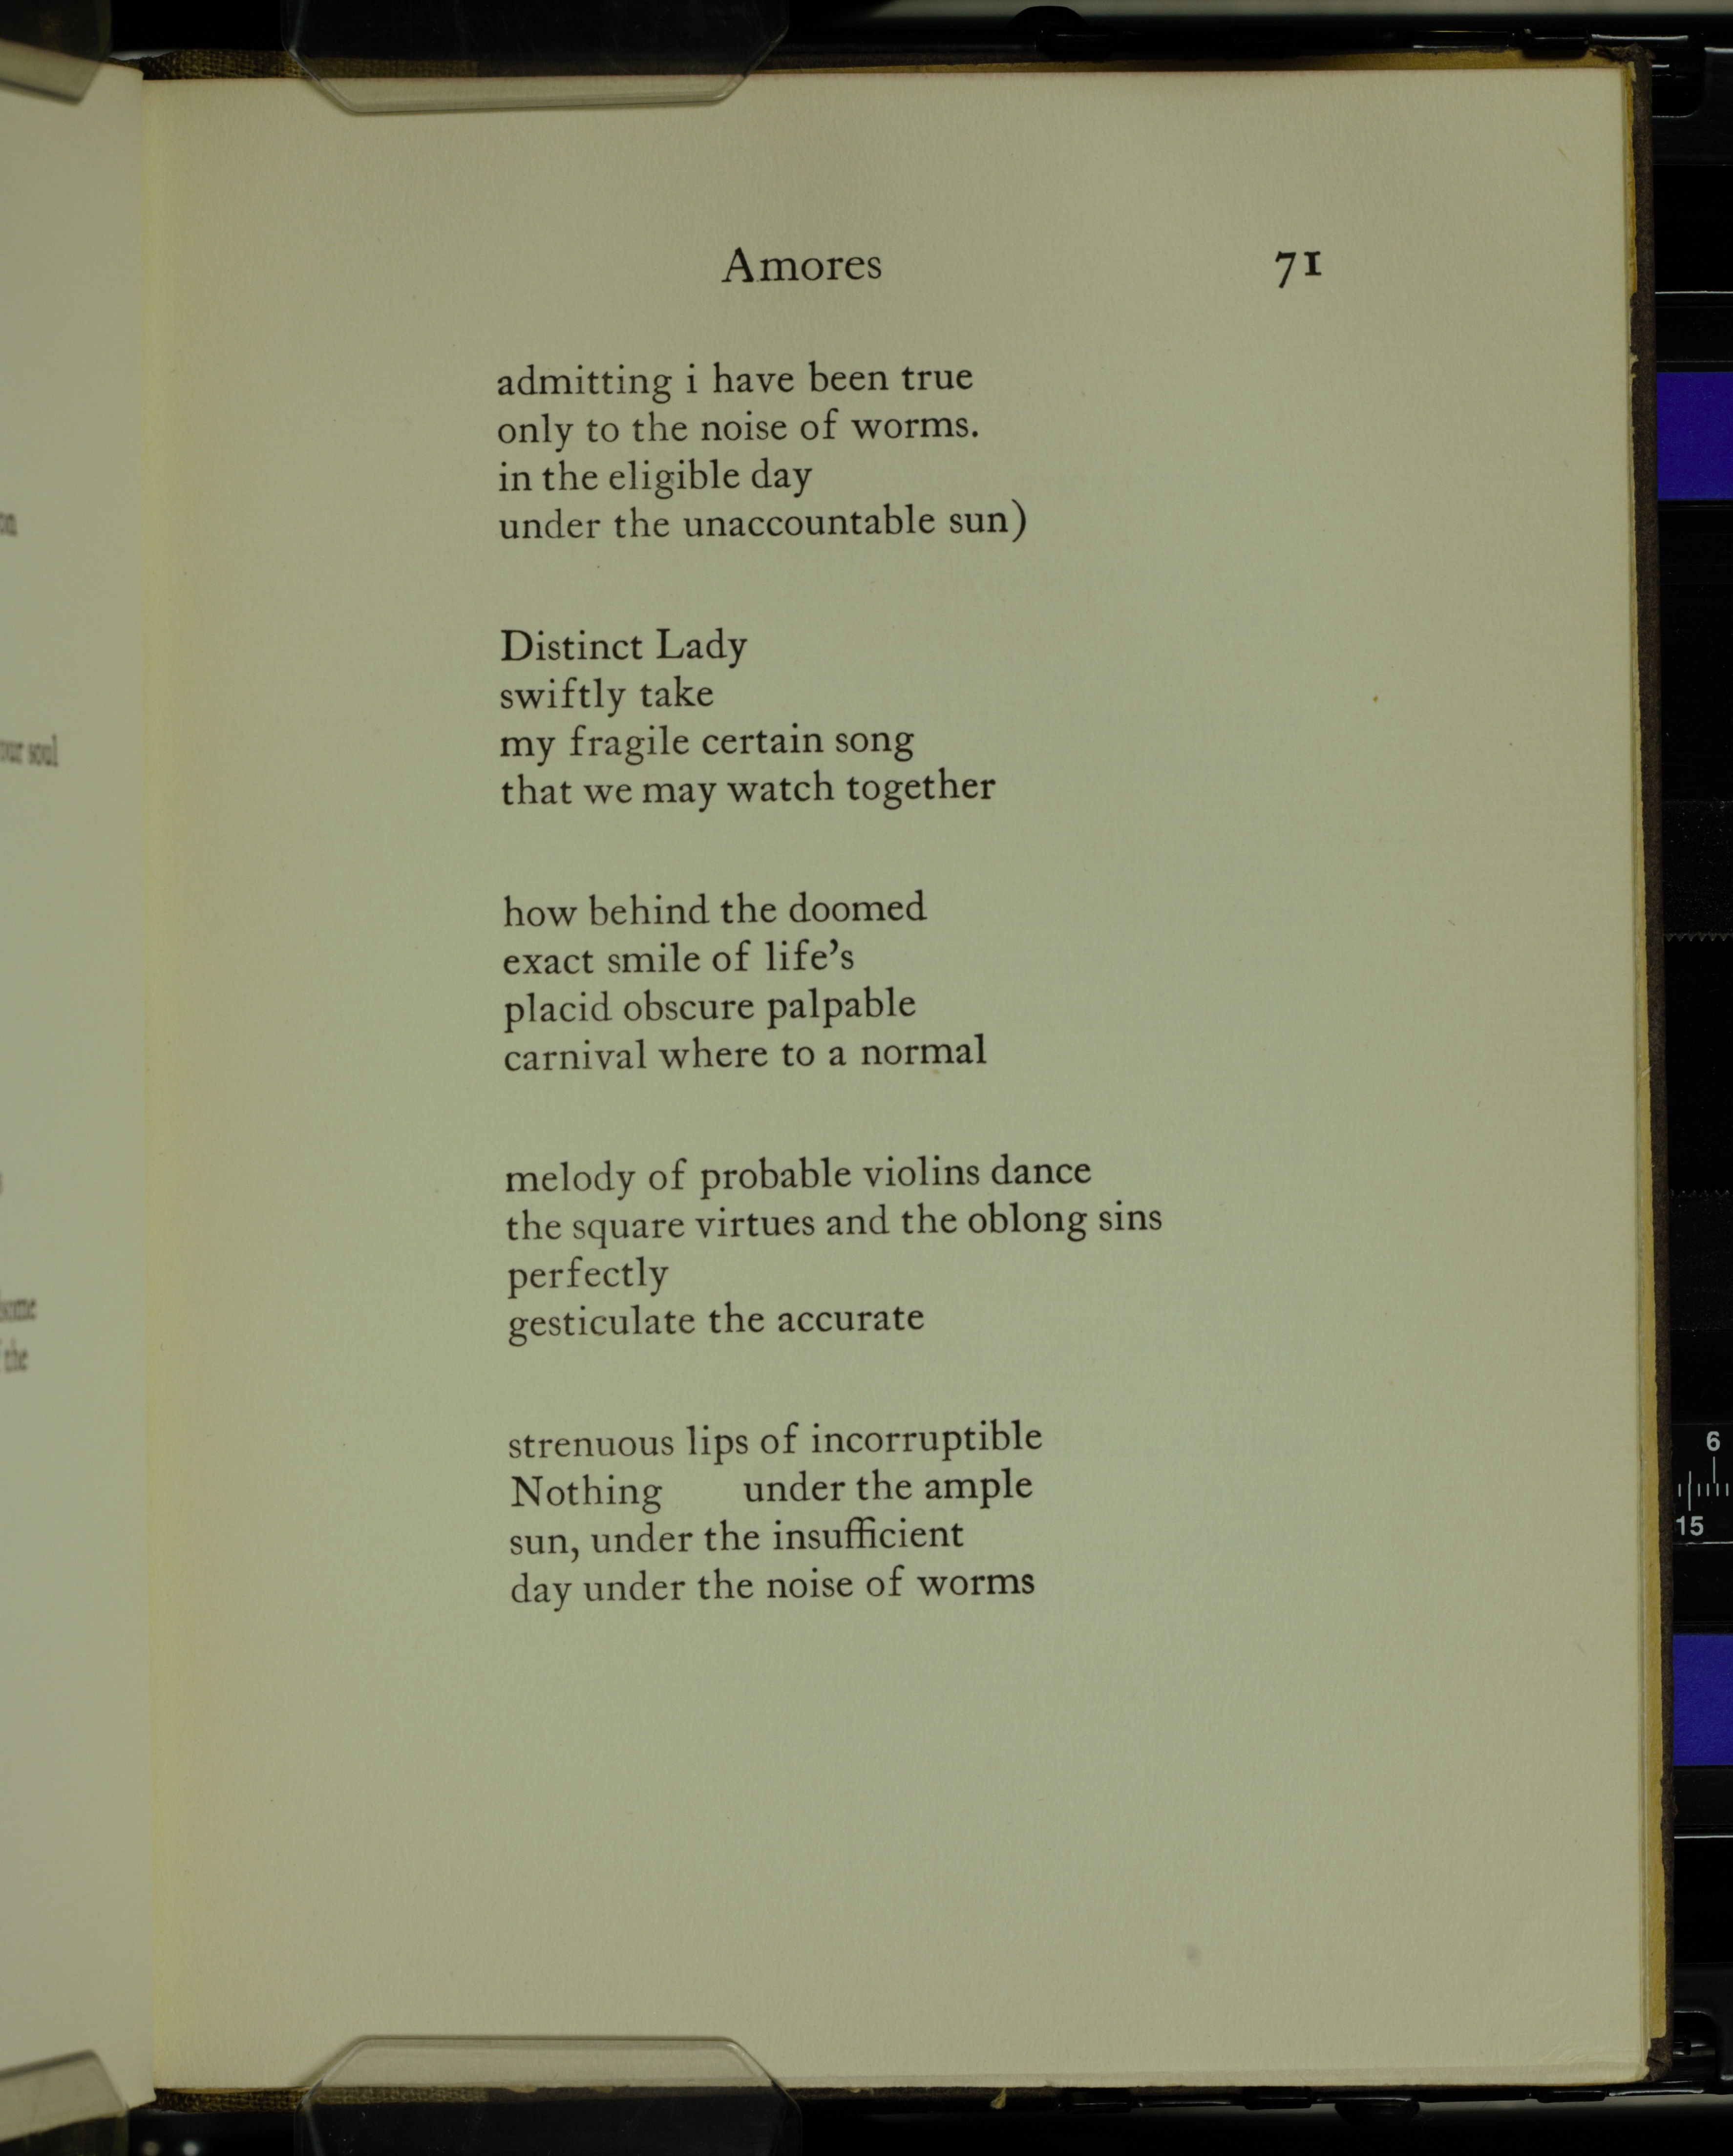 Amores 71
admitting i have been true
only to the noise of worms.
in the eligible day
under the unaccountable sun)
Distinct Lady
swiftly take
my fragile certain song
that we may watch together
how behind the doomed
exact smile of life's
placid obscure palpable
carnival where to a normal
melody of probable violins dance
the square virtues and the oblong sins
perfectly
gesticulate the accurate
strenuous lips of incorruptible
Nothing under the ample
sun, under the insufficient
day under the noise of worms
soul
the
6
15